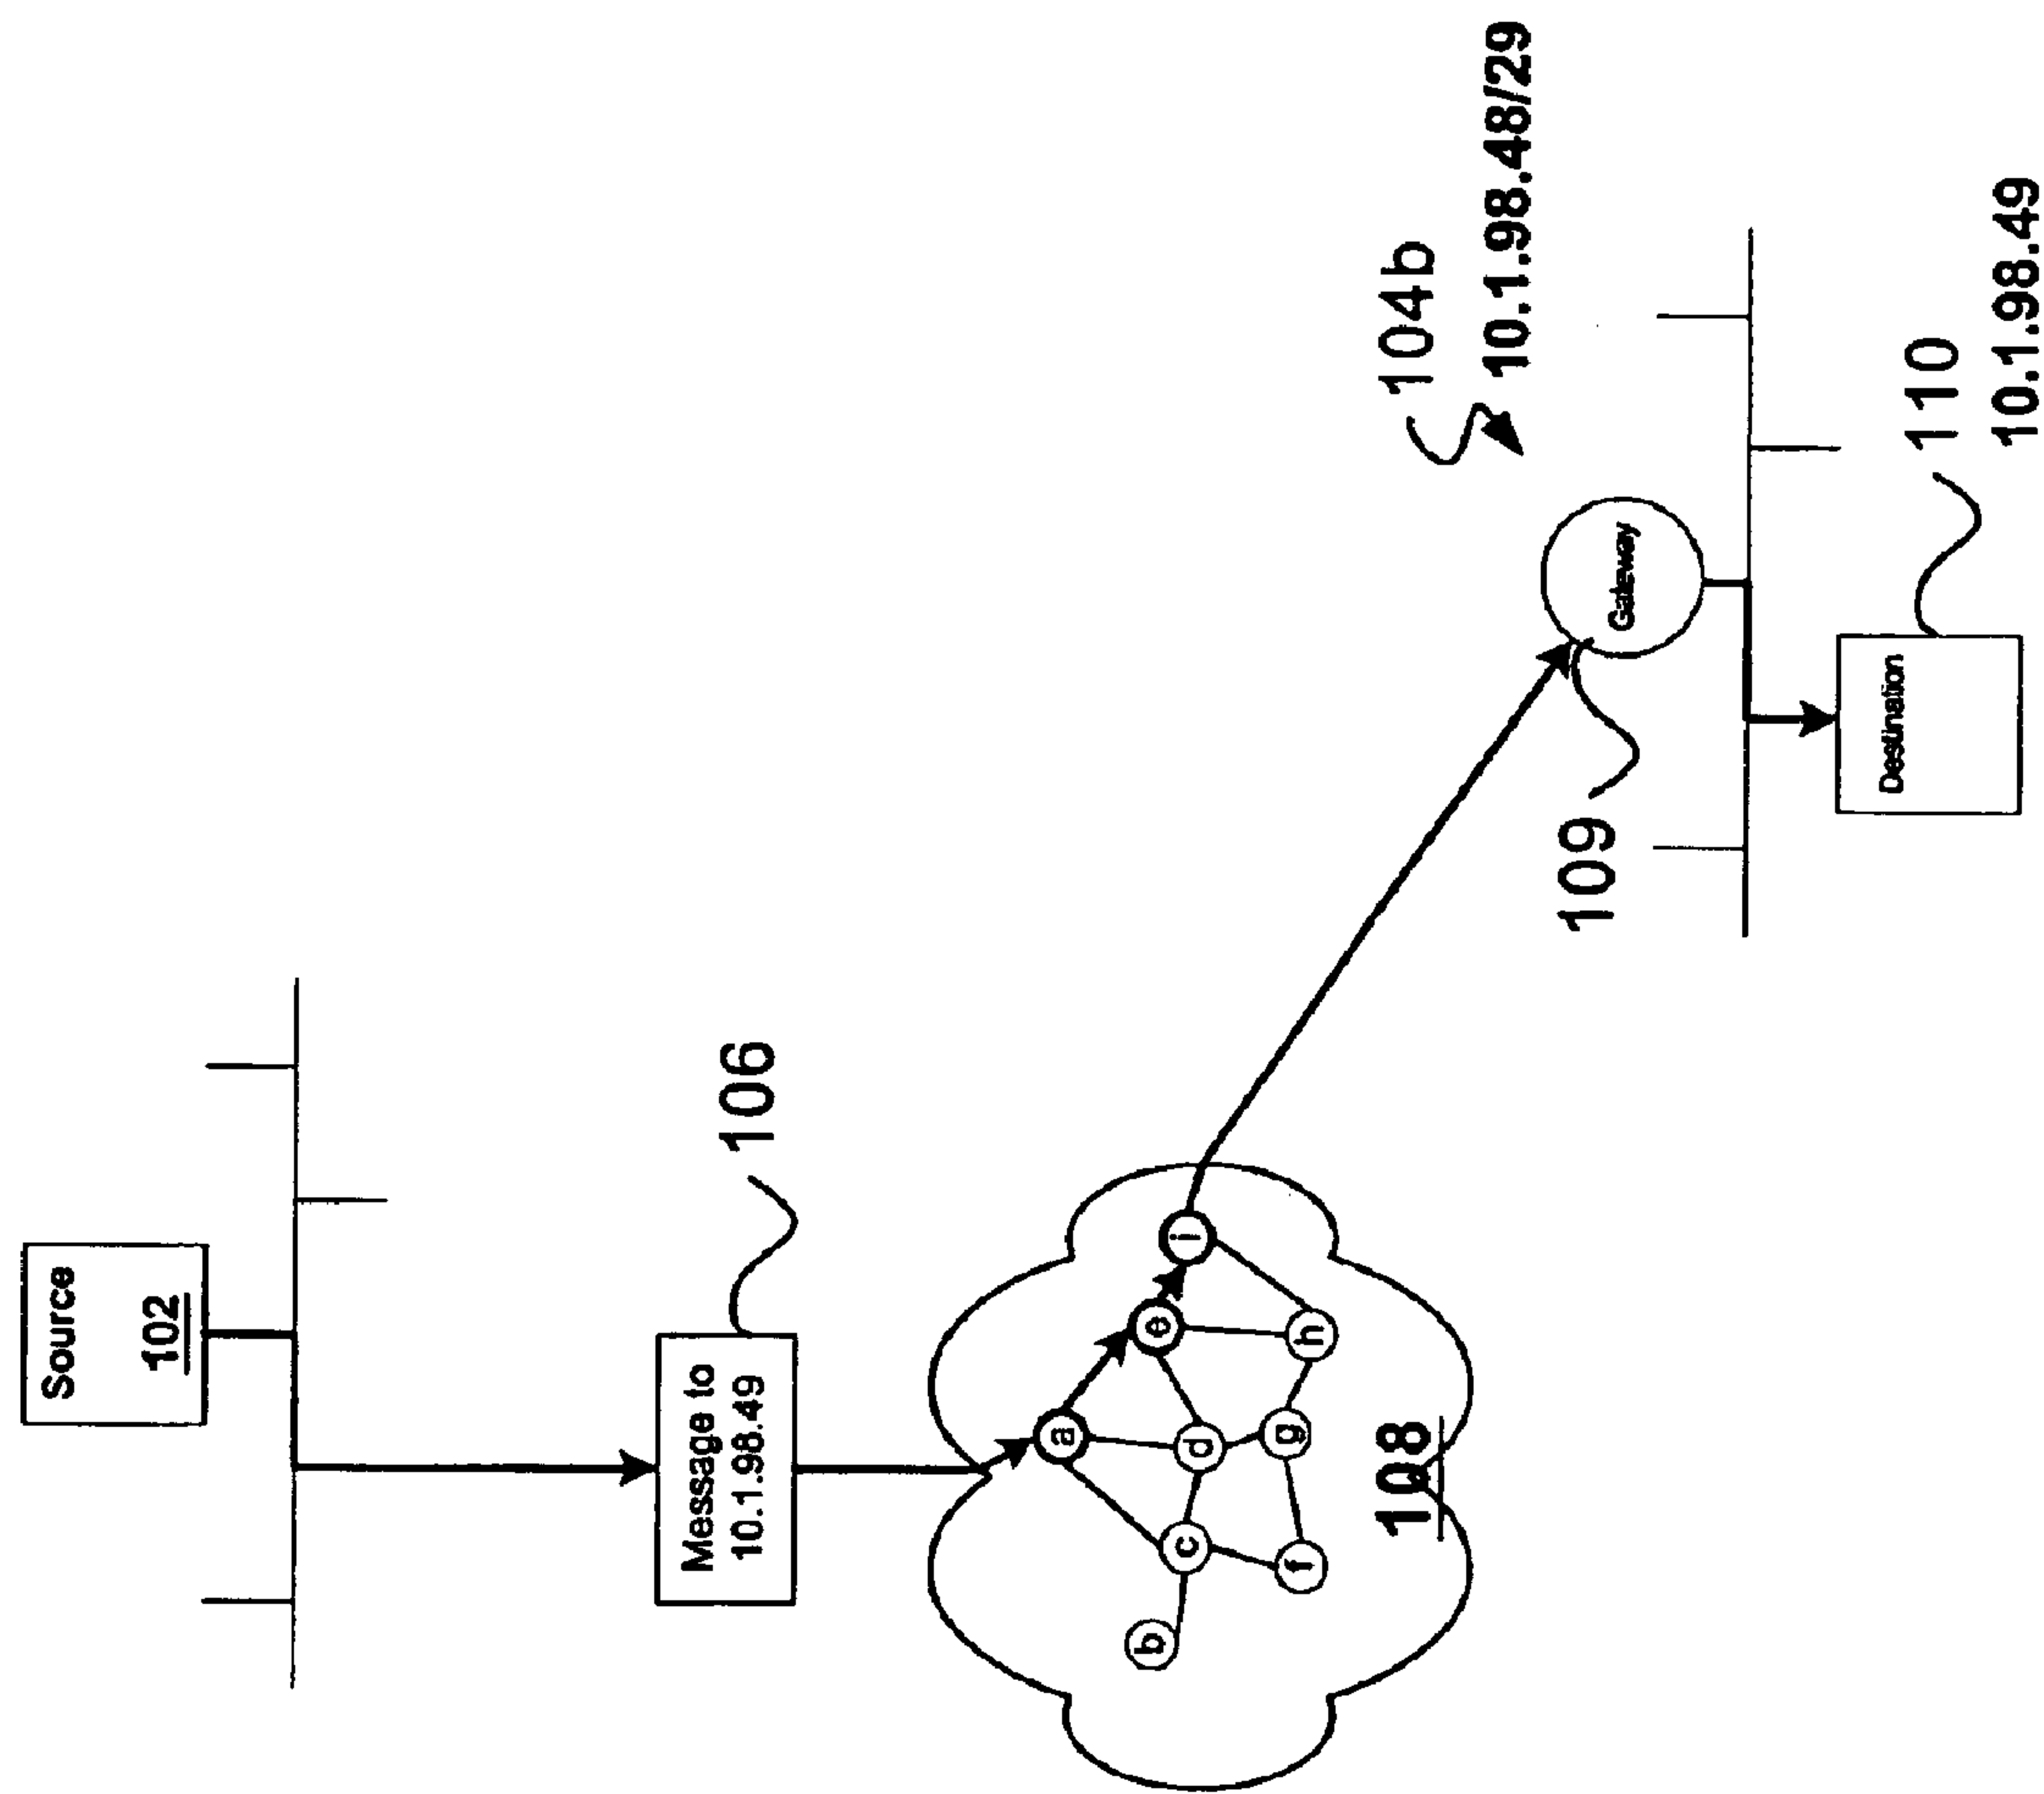 Source
102
Message to
10.1.98.49
106
a
b
c
d
e
f
g
h
i
108
104b
10.1.98.48/29
109
Gateway
Destination
110
10.1.98.49